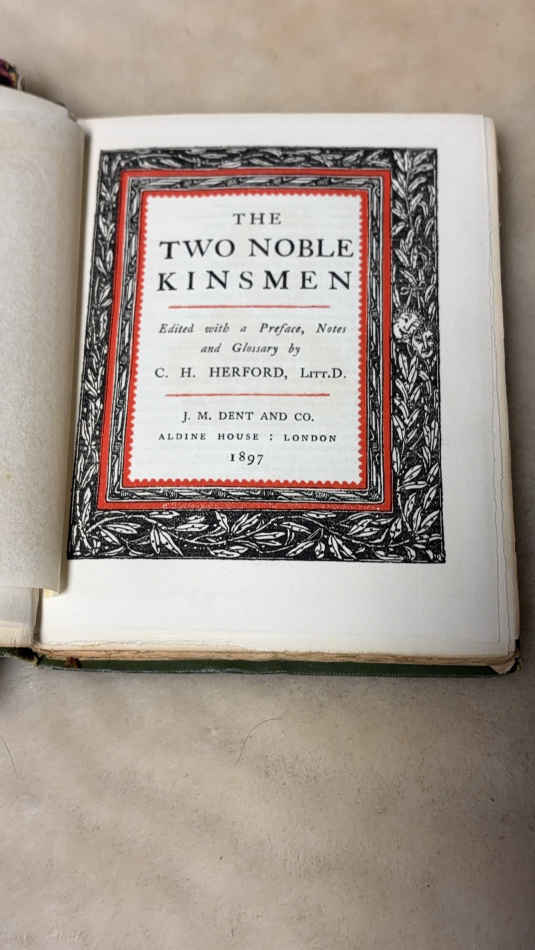 THE
TWO NOBLE
KINSMEN
Edited with a Preface, Notes
and Glossary by
C. H. HERFORD, LITT.D.
J. M. DENT AND CO.
ALDINE HOUSE : LONDON
1897